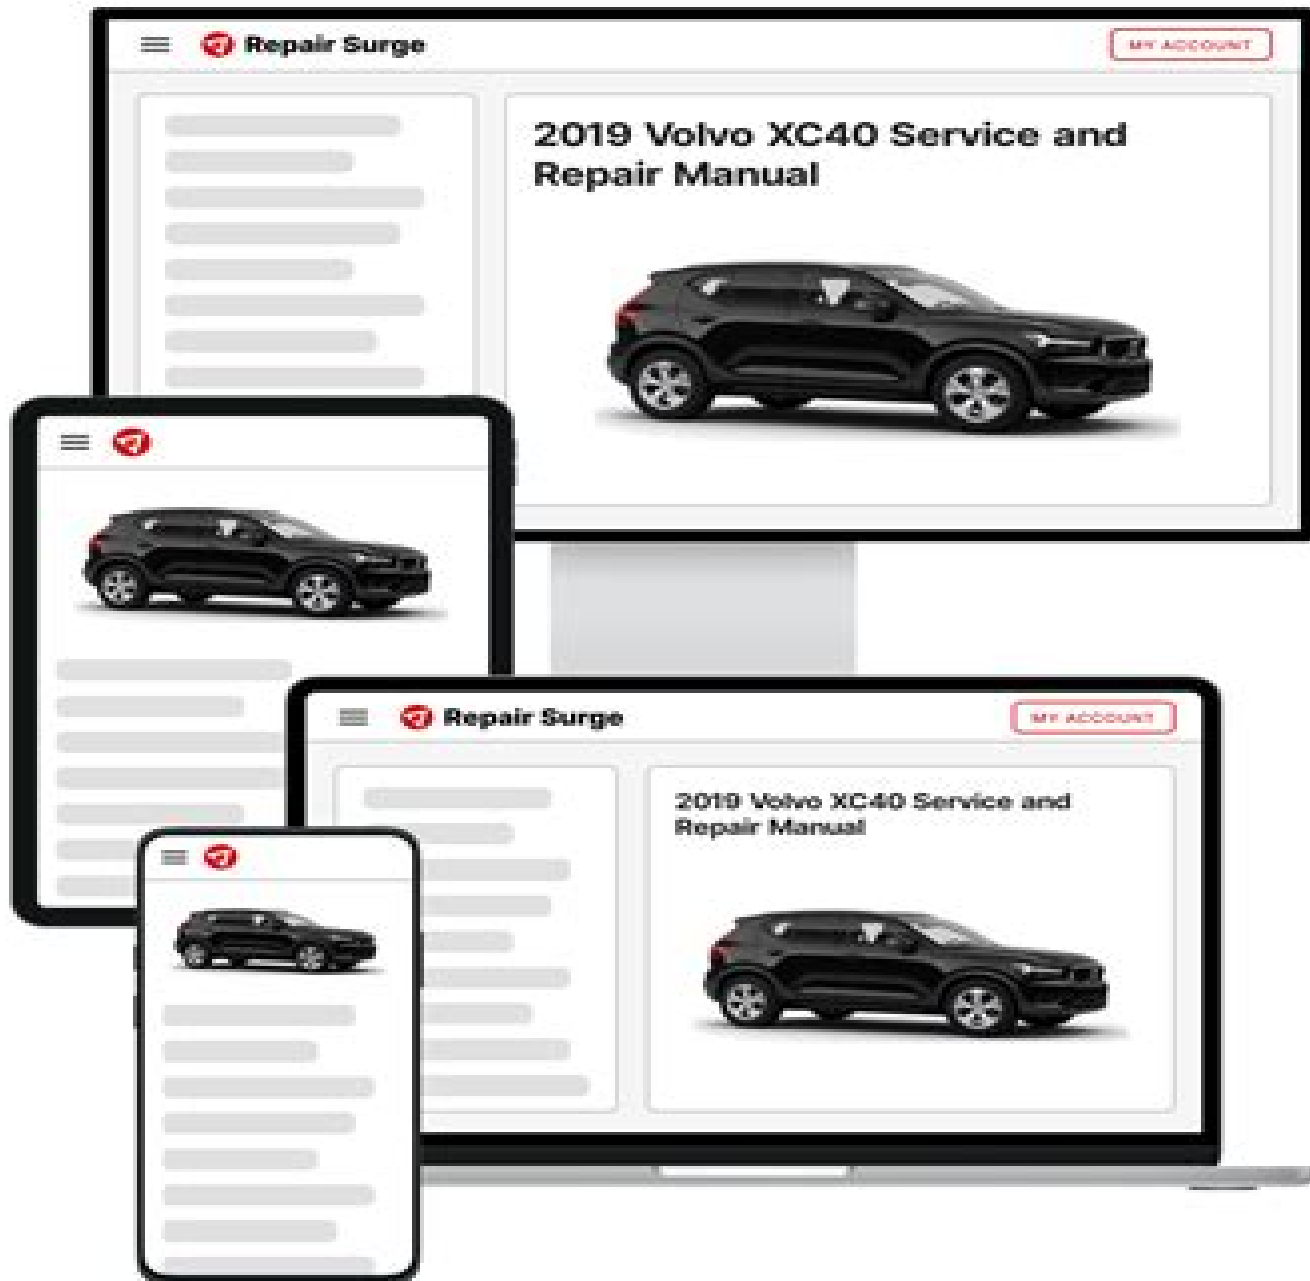 Repair Surge
MY ACCOUNT
2019 Volvo XC40 Service and
Repair Manual
Repair Surge
MY ACCOUNT
2019 Volvo XC40 Service and
Repair Manual